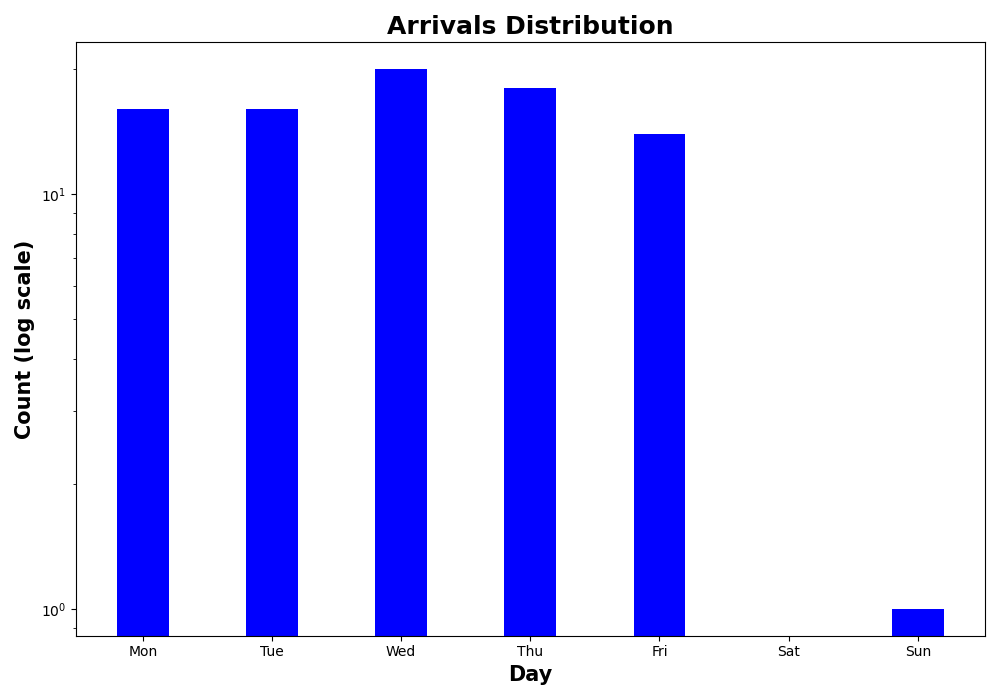 Arrivals Distribution
Count (log scale)
10¹
10⁰
Mon Tue Wed Thu Fri Sat Sun
Day